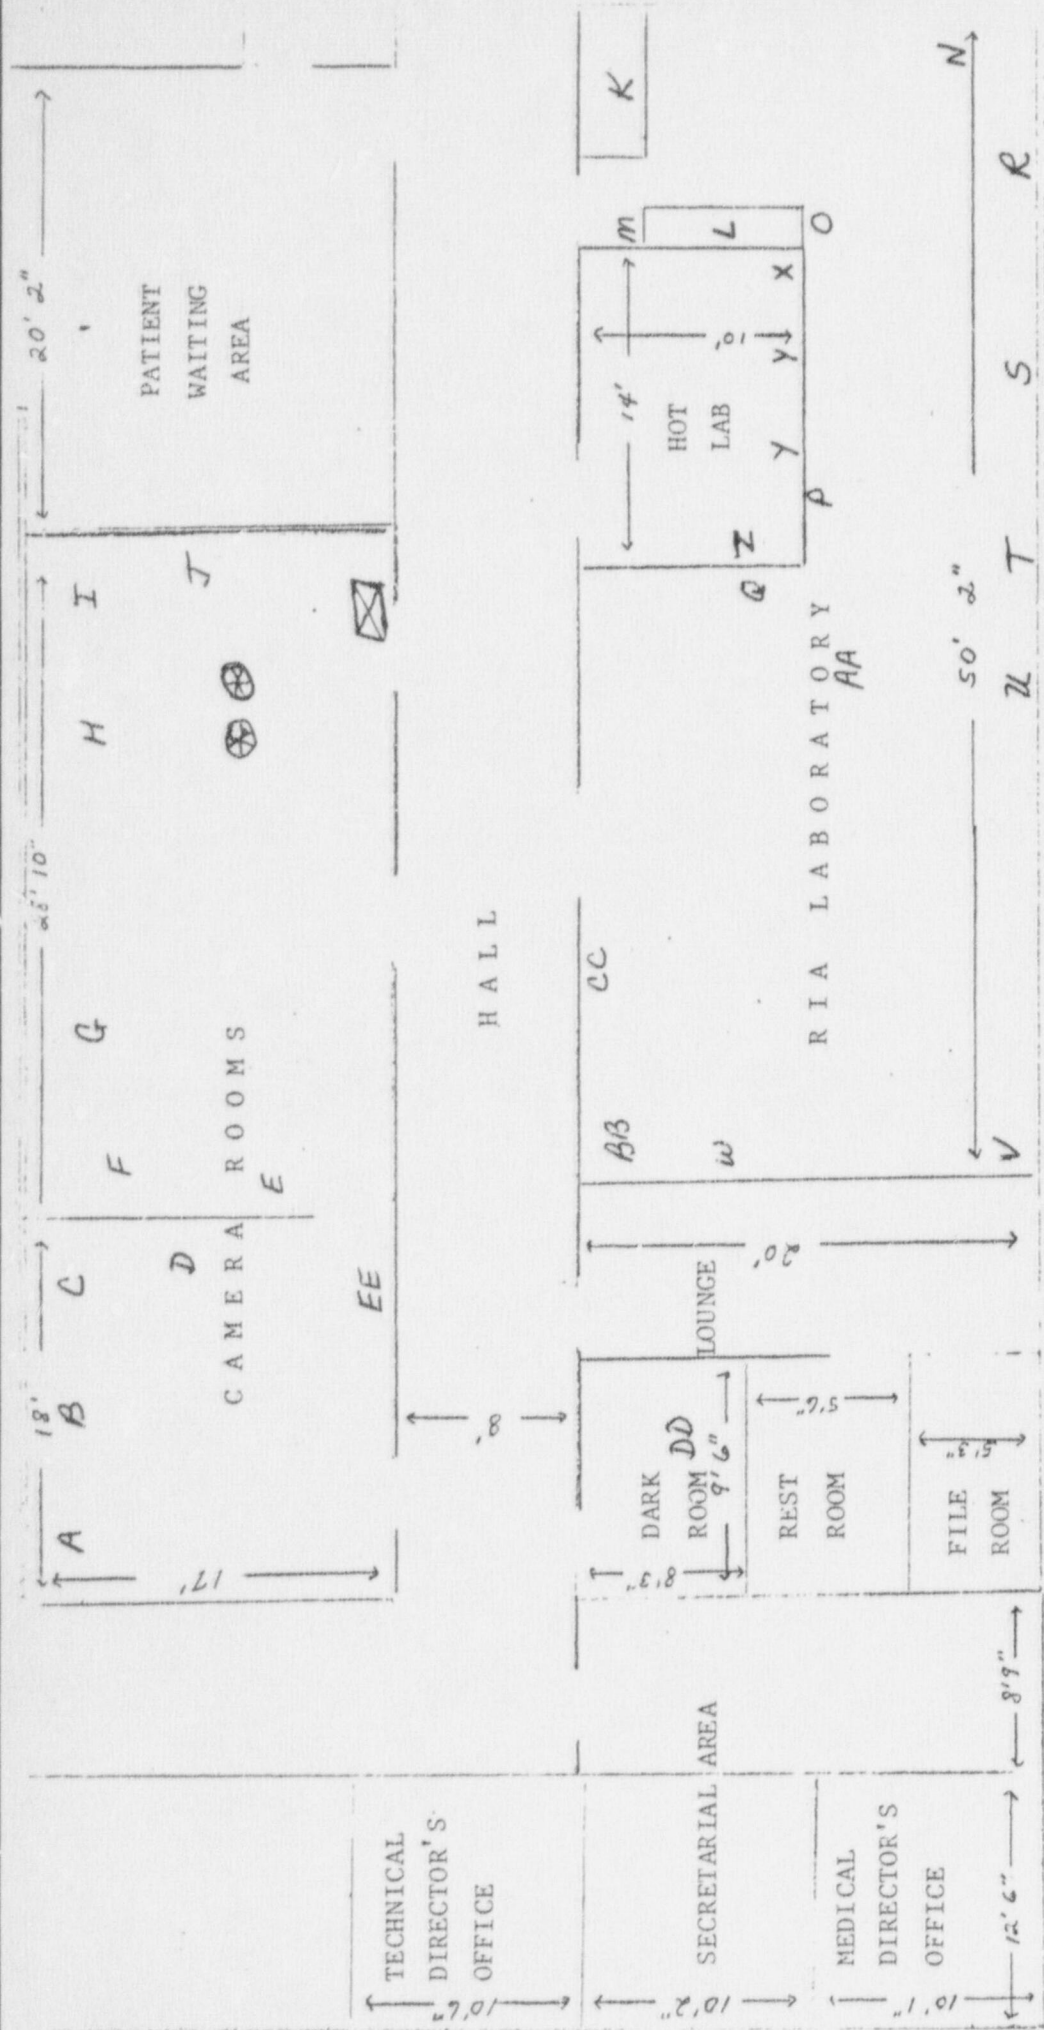 20' 2"
PATIENT
WAITING
AREA
28' 10"
I
J
H
G
F
CAMERA ROOMS
E
18'
A
B
C
D
17'
EE
HALL
8'
K
M
L
O
X
14'
10'
HOT
LAB
Y
Y
Z
P
Q
N
R
S
T
U
50' 2"
V
RIA LABORATORY
AA
CC
BB
W
LOUNGE
20'
DARK
ROOM
DD
9' 6"
8'3"
REST
ROOM
5'6"
FILE
ROOM
8'9"
TECHNICAL
DIRECTOR'S
OFFICE
10'6"
SECRETARIAL AREA
10'2"
MEDICAL
DIRECTOR'S
OFFICE
10'1"
12' 6"